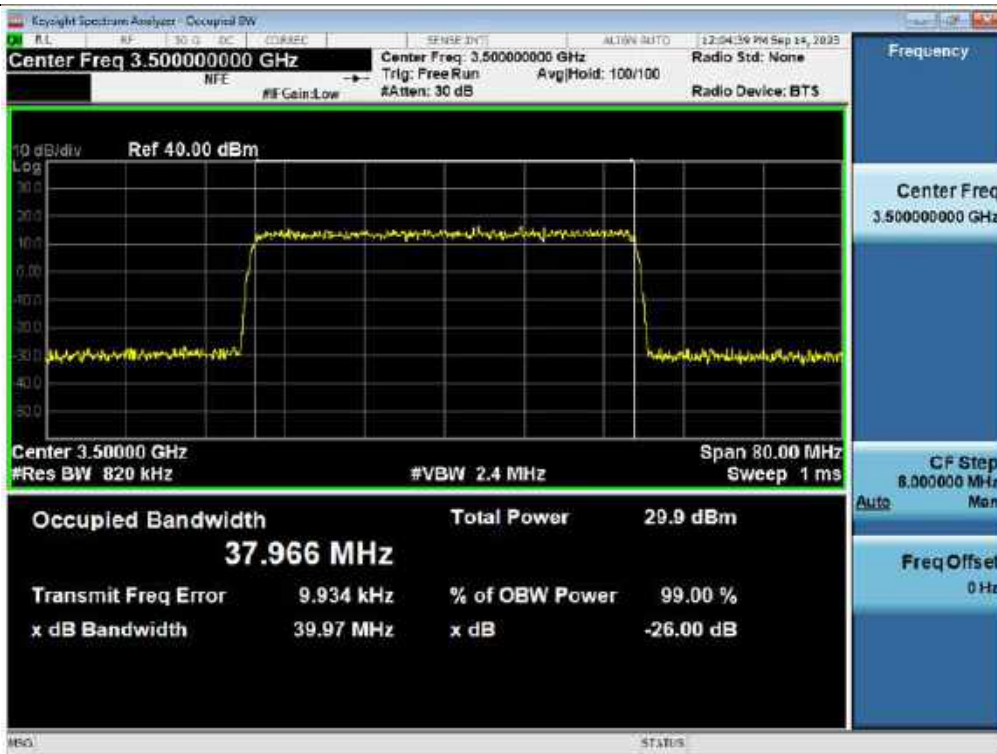 Keysight Spectrum Analyzer - Occupied BW
RL RF 50 Ω DC CORREC SENSE:INT ALIGN AUTO 12:04:39 PM Sep 14, 2023
Center Freq 3.500000000 GHz
Center Freq: 3.500000000 GHz
Radio Std: None
NFE
Trig: Free Run Avg|Hold: 100/100
#IFGain:Low
#Atten: 30 dB
Radio Device: BTS
Frequency
10 dB/div Ref 40.00 dBm
Log
30.0
20.0
10.0
0.00
-10.0
-20.0
-30.0
-40.0
-50.0
Center 3.50000 GHz Span 80.00 MHz
#Res BW 820 kHz #VBW 2.4 MHz Sweep 1 ms
Occupied Bandwidth Total Power 29.9 dBm
37.966 MHz
Transmit Freq Error 9.934 kHz % of OBW Power 99.00 %
x dB Bandwidth 39.97 MHz x dB -26.00 dB
Center Freq
3.500000000 GHz
CF Step
8.000000 MHz
Auto Man
Freq Offset
0 Hz
MSG STATUS